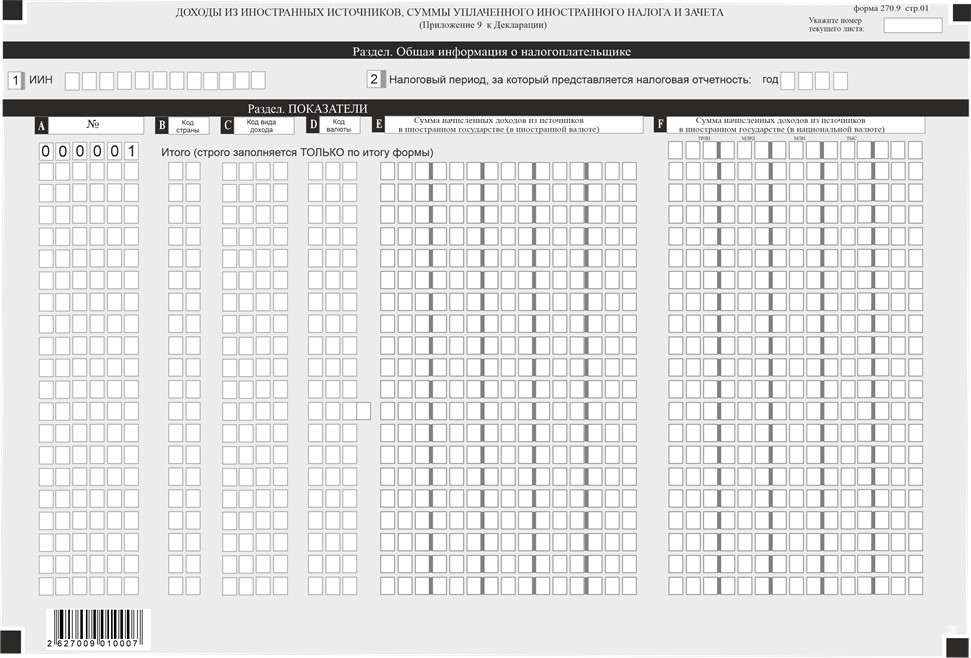 форма 270.9 стр.01
ДОХОДЫ ИЗ ИНОСТРАННЫХ ИСТОЧНИКОВ, СУММЫ УПЛАЧЕННОГО ИНОСТРАННОГО НАЛОГА И ЗАЧЕТА
(Приложение 9 к Декларации)
Укажите номер
текущего листа:
Раздел. Общая информация о налогоплательщике
1 ИИН
2 Налоговый период, за который представляется налоговая отчетность: год
Раздел. ПОКАЗАТЕЛИ
A №
B Код
страны
C Код вида
дохода
D Код
валюты
E Сумма начисленных доходов из источников
в иностранном государстве (в иностранной валюте)
F Сумма начисленных доходов из источников
в иностранном государстве (в национальной валюте)
трлн. млрд. млн. тыс.
000001 Итого (строго заполняется ТОЛЬКО по итогу формы)
2 627009 010007